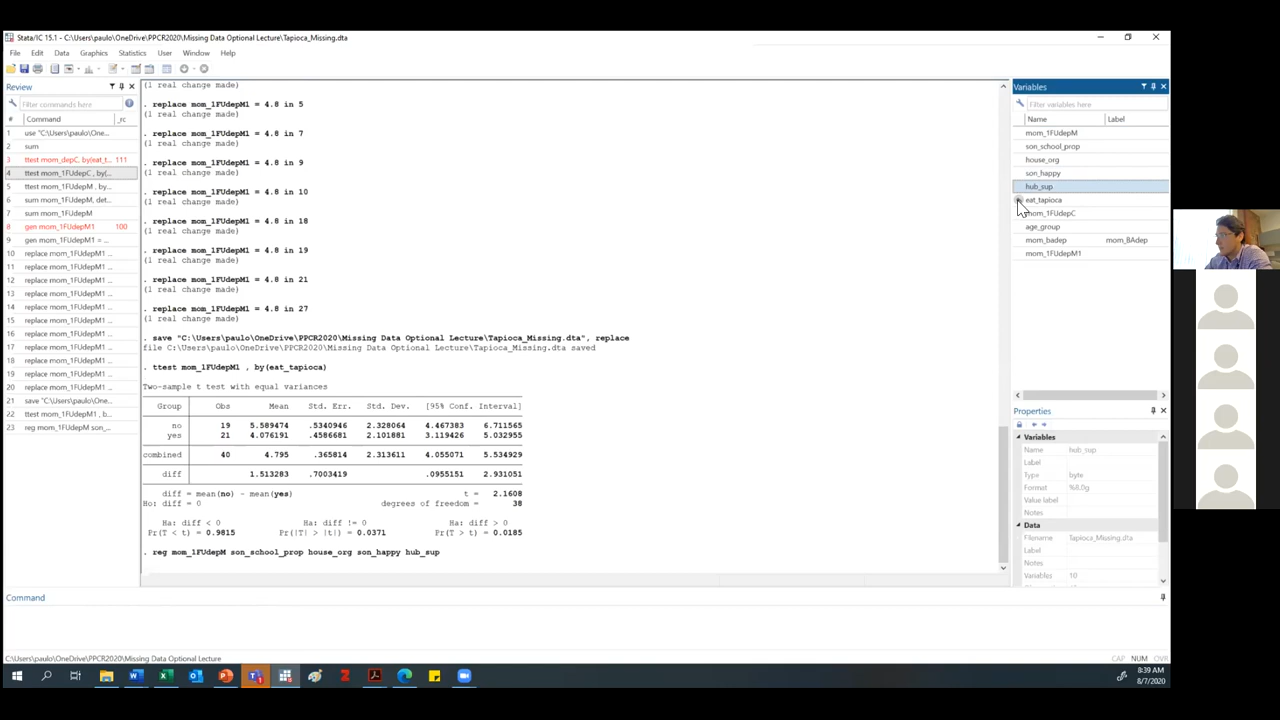 Stata/IC 15.1 - C:\Users\paulo\OneDrive\PPCR2020\Missing Data Optional Lecture\Tapioca_Missing.dta
File Edit Data Graphics Statistics User Window Help
Review
Filter commands here
# Command _rc
1 use "C:\Users\paulo\One...
2 sum
3 ttest mom_depC, by(eat_t... 111
4 ttest mom_1FUdepC , by(...
5 ttest mom_1FUdepM , by...
6 sum mom_1FUdepM, det...
7 sum mom_1FUdepM
8 gen mom_1FUdepM1 100
9 gen mom_1FUdepM1 = ...
10 replace mom_1FUdepM1 ...
11 replace mom_1FUdepM1 ...
12 replace mom_1FUdepM1 ...
13 replace mom_1FUdepM1 ...
14 replace mom_1FUdepM1 ...
15 replace mom_1FUdepM1 ...
16 replace mom_1FUdepM1 ...
17 replace mom_1FUdepM1 ...
18 replace mom_1FUdepM1 ...
19 replace mom_1FUdepM1 ...
20 replace mom_1FUdepM1 ...
21 save "C:\Users\paulo\One...
22 ttest mom_1FUdepM1 , b...
23 reg mom_1FUdepM son_...
(1 real change made)
. replace mom_1FUdepM1 = 4.8 in 5
(1 real change made)
. replace mom_1FUdepM1 = 4.8 in 7
(1 real change made)
. replace mom_1FUdepM1 = 4.8 in 9
(1 real change made)
. replace mom_1FUdepM1 = 4.8 in 10
(1 real change made)
. replace mom_1FUdepM1 = 4.8 in 18
(1 real change made)
. replace mom_1FUdepM1 = 4.8 in 19
(1 real change made)
. replace mom_1FUdepM1 = 4.8 in 21
(1 real change made)
. replace mom_1FUdepM1 = 4.8 in 27
(1 real change made)
. save "C:\Users\paulo\OneDrive\PPCR2020\Missing Data Optional Lecture\Tapioca_Missing.dta", replace
file C:\Users\paulo\OneDrive\PPCR2020\Missing Data Optional Lecture\Tapioca_Missing.dta saved
. ttest mom_1FUdepM1 , by(eat_tapioca)
Two-sample t test with equal variances
Group Obs Mean Std. Err. Std. Dev. [95% Conf. Interval]
no 19 5.589474 .5340946 2.328064 4.467383 6.711565
yes 21 4.076191 .4586681 2.101881 3.119426 5.032955
combined 40 4.795 .365814 2.313611 4.055071 5.534929
diff 1.513283 .7003419 .0955151 2.931051
diff = mean(no) - mean(yes) t = 2.1608
Ho: diff = 0 degrees of freedom = 38
Ha: diff < 0 Ha: diff != 0 Ha: diff > 0
Pr(T < t) = 0.9815 Pr(|T| > |t|) = 0.0371 Pr(T > t) = 0.0185
. reg mom_1FUdepM son_school_prop house_org son_happy hub_sup
Command
Variables
Filter variables here
Name Label
mom_1FUdepM
son_school_prop
house_org
son_happy
hub_sup
eat_tapioca
mom_1FUdepC
age_group
mom_badep mom_BAdep
mom_1FUdepM1
Properties
Variables
Name hub_sup
Label
Type byte
Format %8.0g
Value label
Notes
Data
Filename Tapioca_Missing.dta
Label
Notes
Variables 10
C:\Users\paulo\OneDrive\PPCR2020\Missing Data Optional Lecture
CAP NUM OVR
8:39 AM
8/7/2020